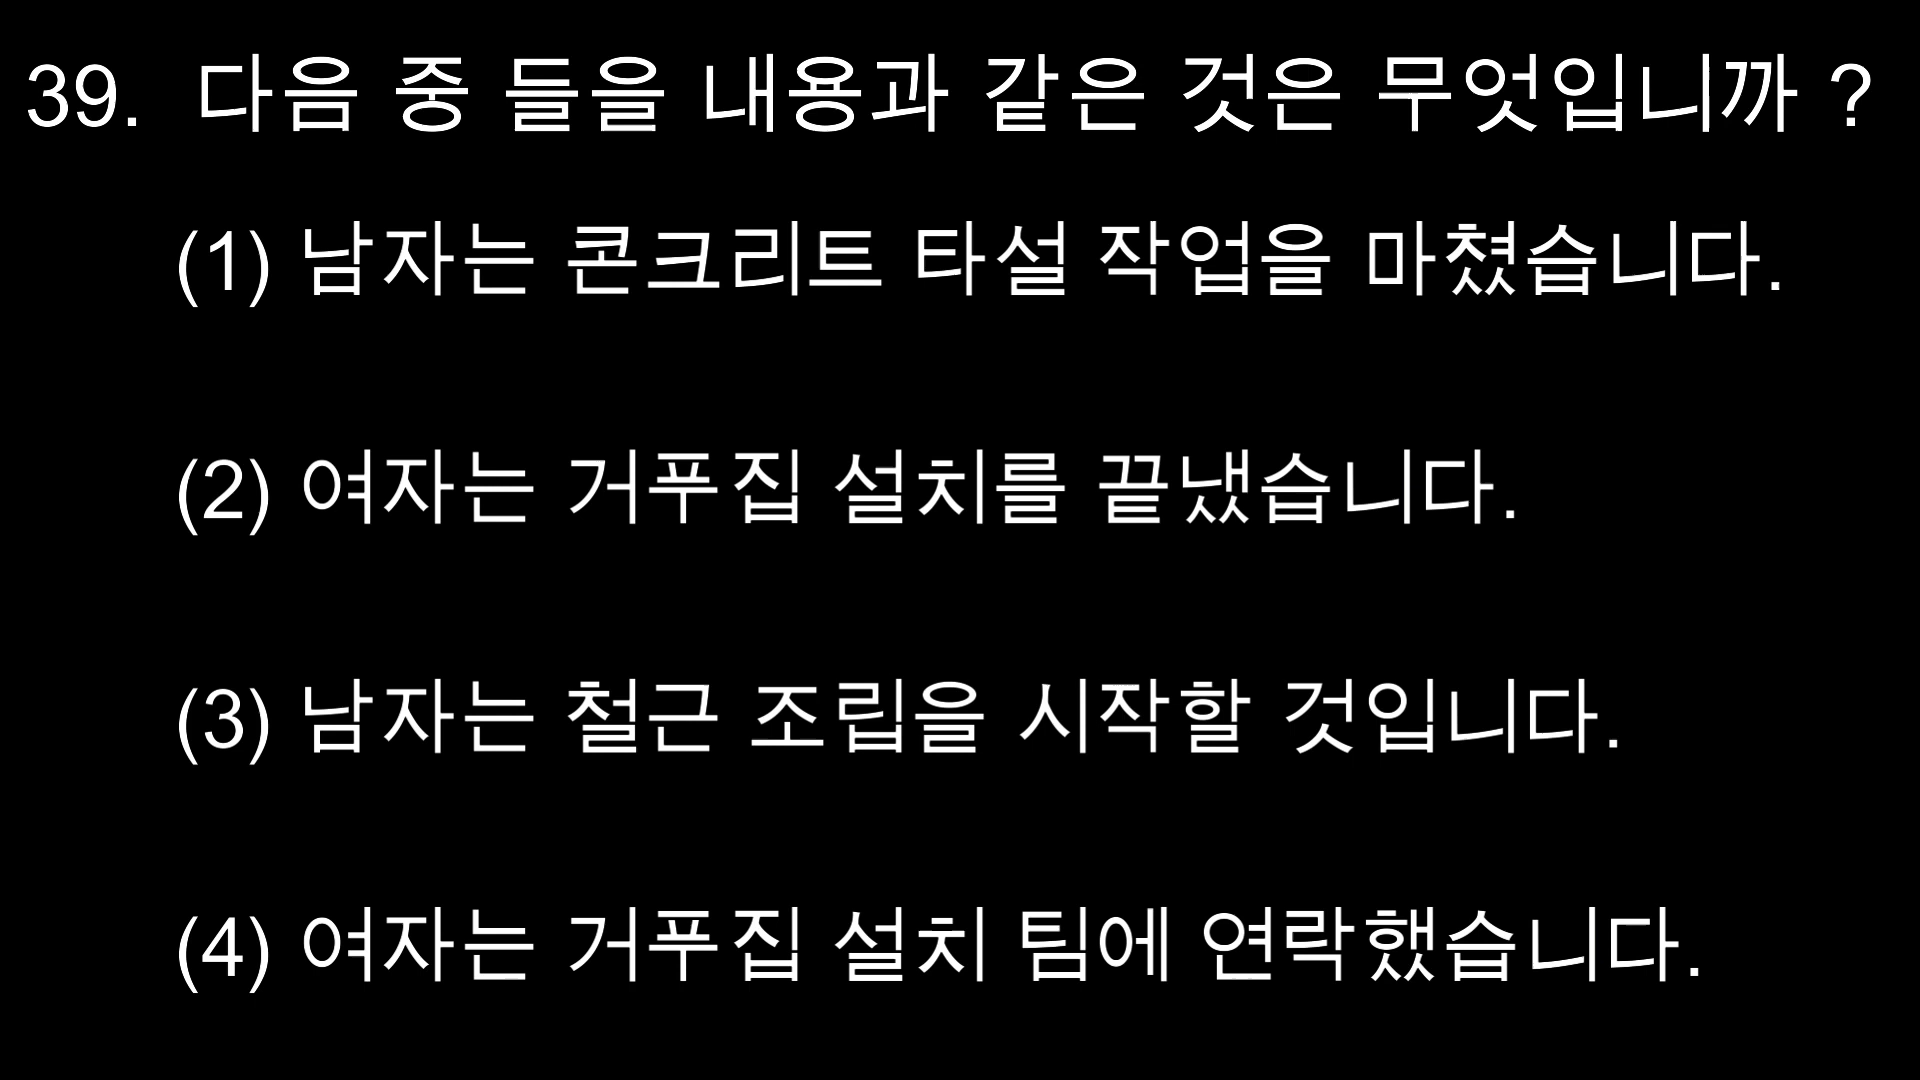 39. 다음 중 들을 내용과 같은 것은 무엇입니까 ?
(1) 남자는 콘크리트 타설 작업을 마쳤습니다.
(2) 여자는 거푸집 설치를 끝냈습니다.
(3) 남자는 철근 조립을 시작할 것입니다.
(4) 여자는 거푸집 설치 팀에 연락했습니다.